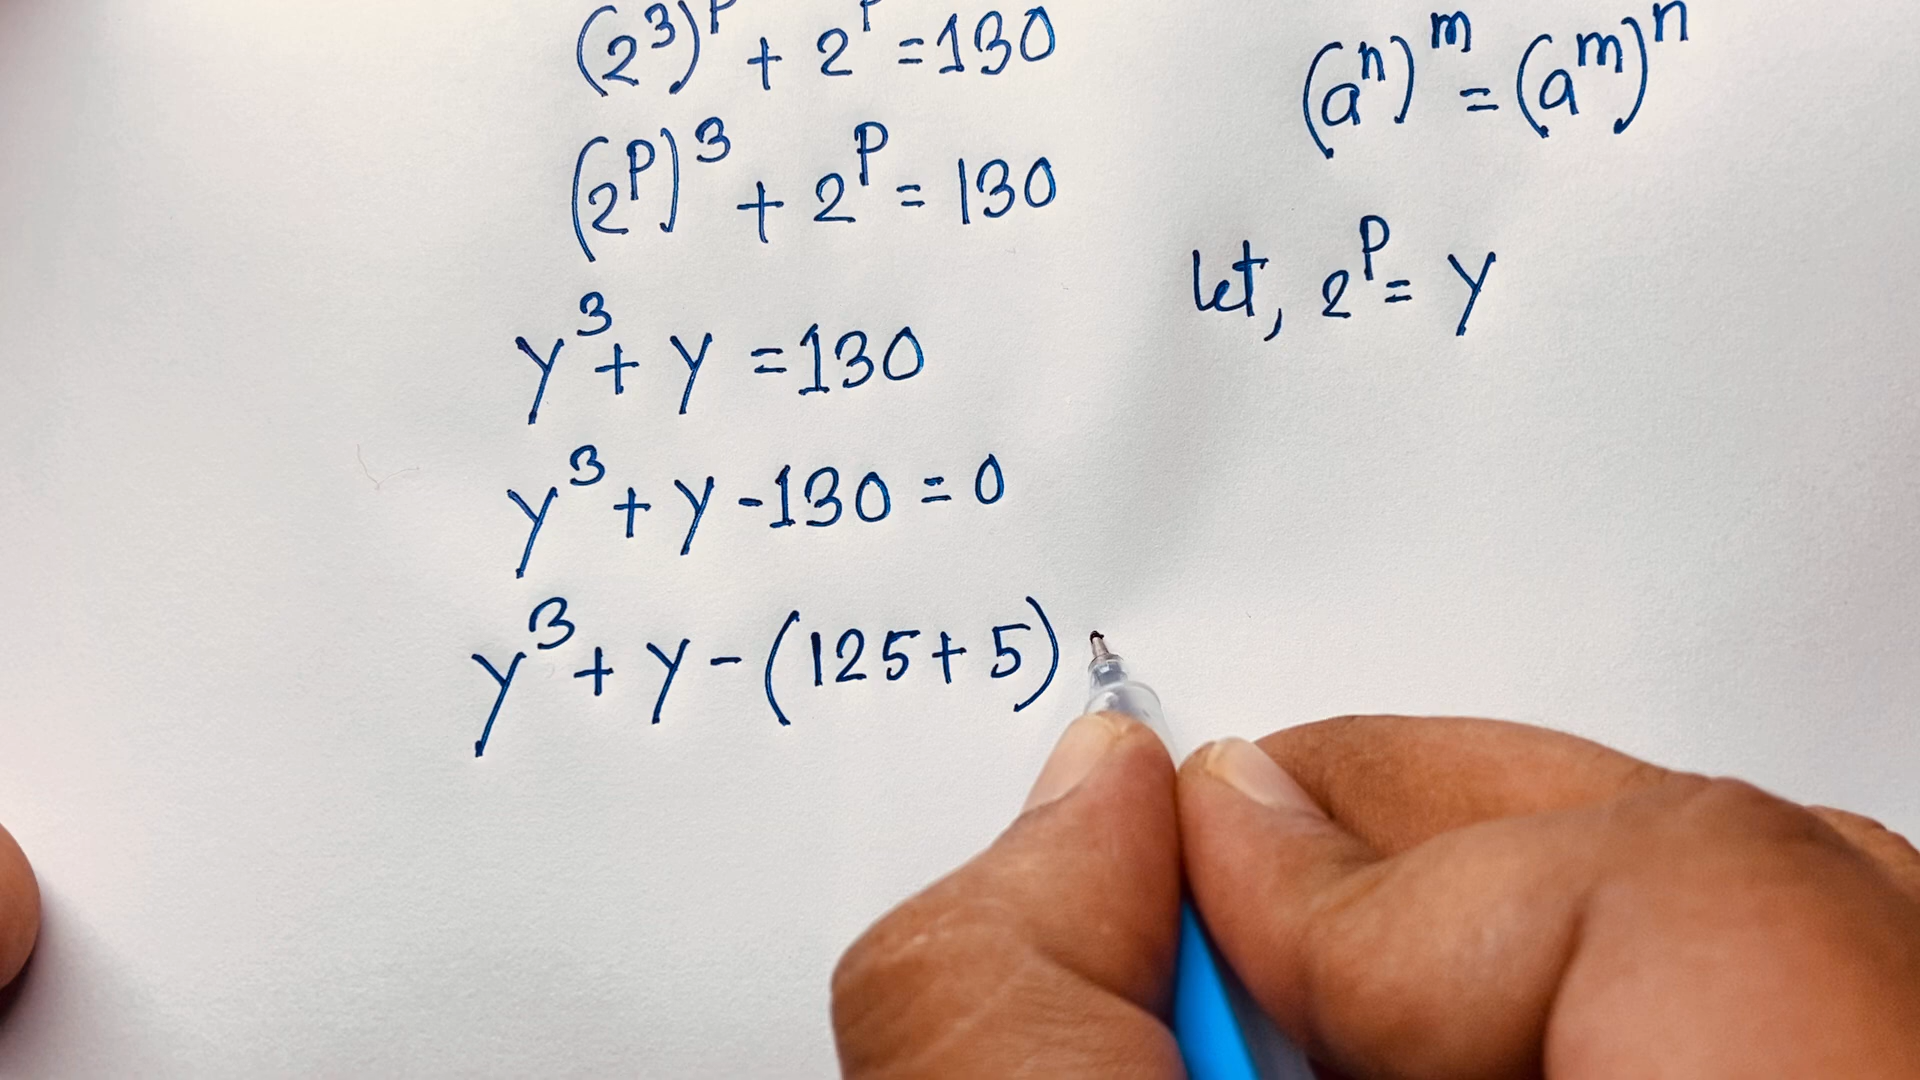 (2³)ᴾ + 2ᴾ = 130
(aⁿ)ᵐ = (aᵐ)ⁿ
(2ᴾ)³ + 2ᴾ = 130
let, 2ᴾ = y
y³ + y = 130
y³ + y - 130 = 0
y³ + y - (125 + 5)